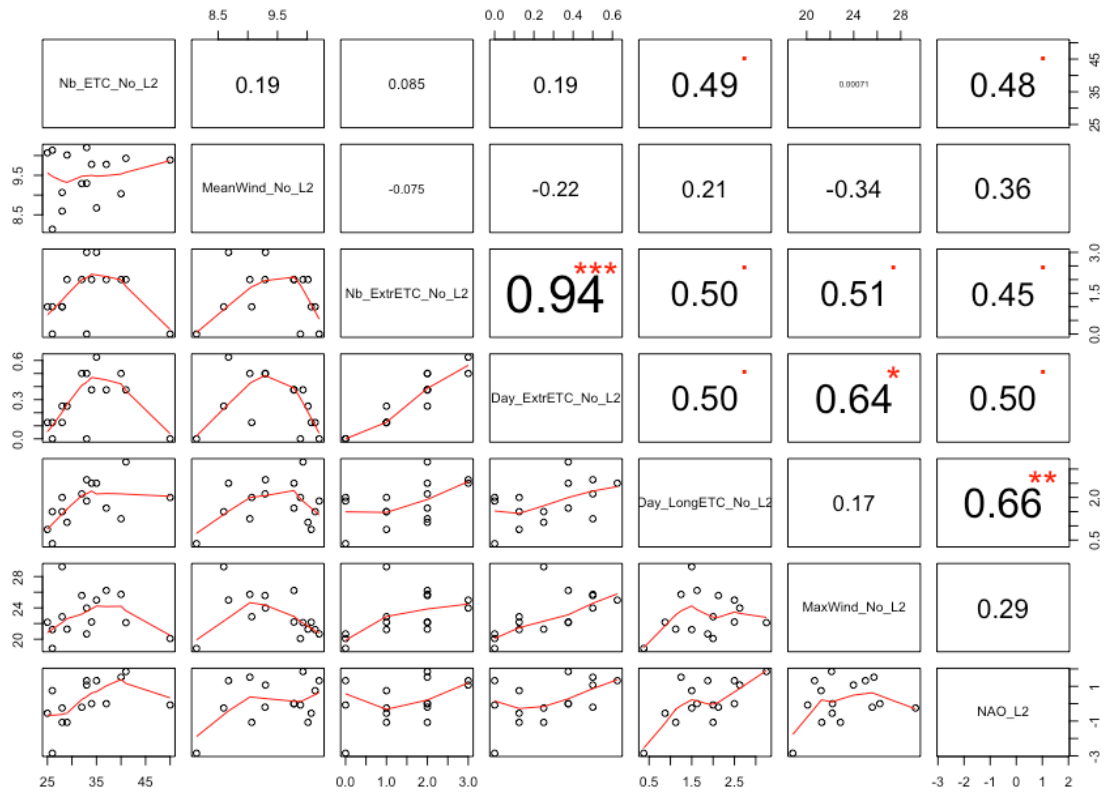 8.5 9.5 0.0 0.2 0.4 0.6 20 24 28
Nb_ETC_No_L2 0.19 0.085 0.19 0.49 0.00071 0.48 25 35 45
8.5 9.5 MeanWind_No_L2 -0.075 -0.22 0.21 -0.34 0.36
Nb_ExtrETC_No_L2 0.94 *** 0.50 0.51 0.45 0.0 1.5 3.0
0.0 0.3 0.6 Day_ExtrETC_No_L2 0.50 0.64 * 0.50
Day_LongETC_No_L2 0.17 0.66 ** 0.5 2.0
20 24 28 MaxWind_No_L2 0.29
NAO_L2 -3 -1 1
25 35 45 0.0 1.0 2.0 3.0 0.5 1.5 2.5 -3 -2 -1 0 1 2